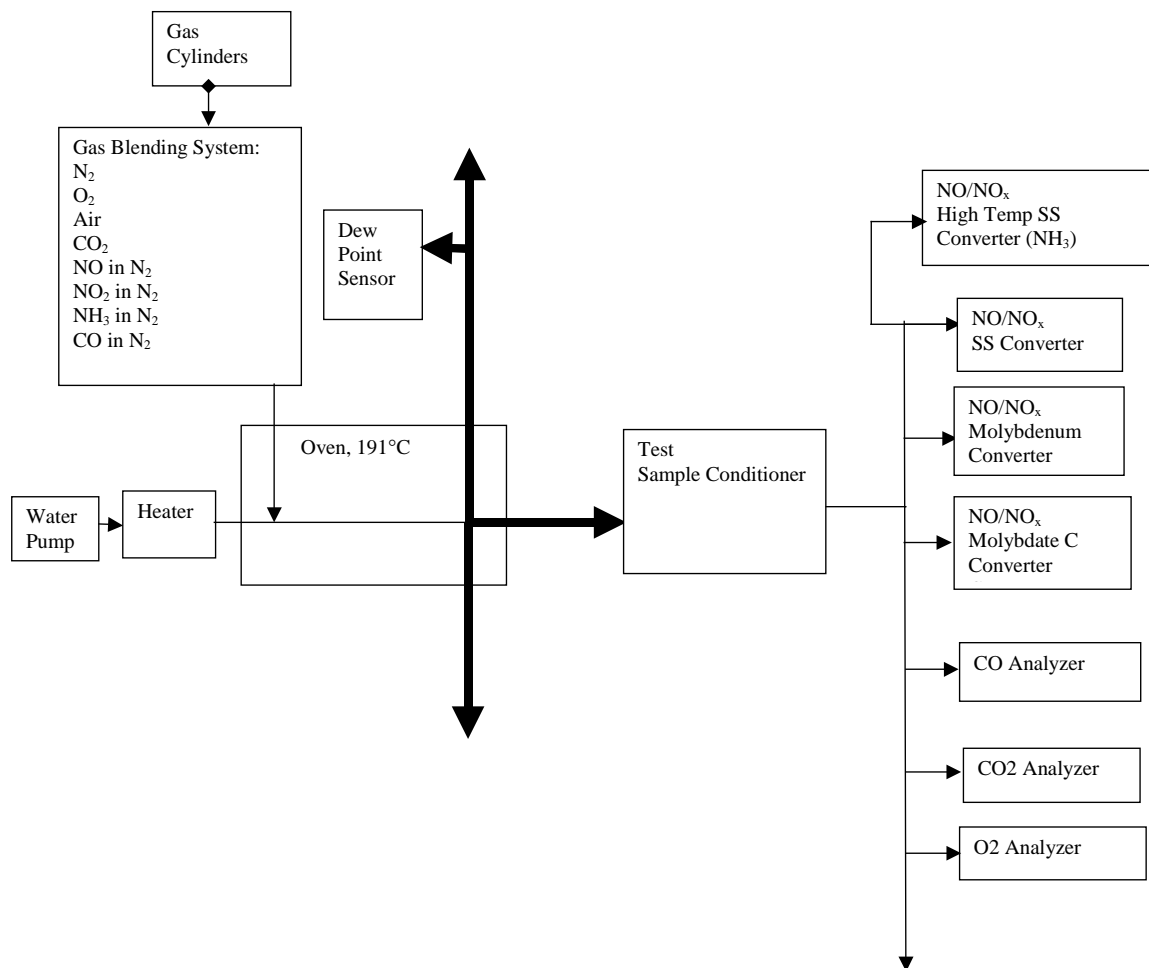 Gas
Cylinders
Gas Blending System:
N₂
O₂
Air
CO₂
NO in N₂
NO₂ in N₂
NH₃ in N₂
CO in N₂
Dew
Point
Sensor
Oven, 191°C
Water
Pump
Heater
Test
Sample Conditioner
NO/NOₓ
High Temp SS
Converter (NH₃)
NO/NOₓ
SS Converter
NO/NOₓ
Molybdenum
Converter
NO/NOₓ
Molybdate C
Converter
CO Analyzer
CO2 Analyzer
O2 Analyzer